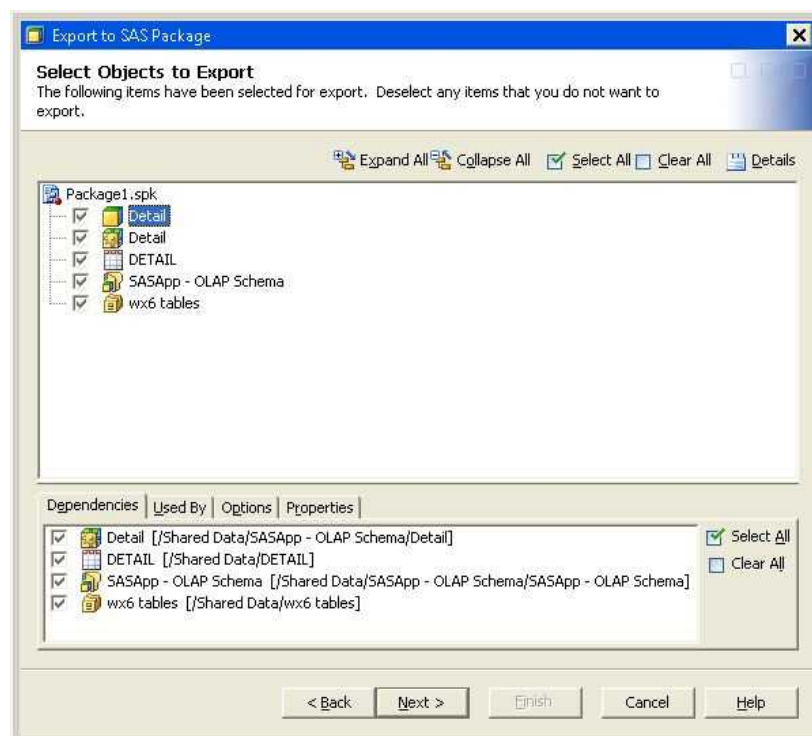 Export to SAS Package
Select Objects to Export
The following items have been selected for export. Deselect any items that you do not want to
export.
Expand All Collapse All Select All Clear All Details
Package1.spk
Detail
Detail
DETAIL
SASApp - OLAP Schema
wx6 tables
Dependencies Used By Options Properties
Detail [/Shared Data/SASApp - OLAP Schema/Detail]
DETAIL [/Shared Data/DETAIL]
SASApp - OLAP Schema [/Shared Data/SASApp - OLAP Schema/SASApp - OLAP Schema]
wx6 tables [/Shared Data/wx6 tables]
Select All
Clear All
< Back Next > Finish Cancel Help